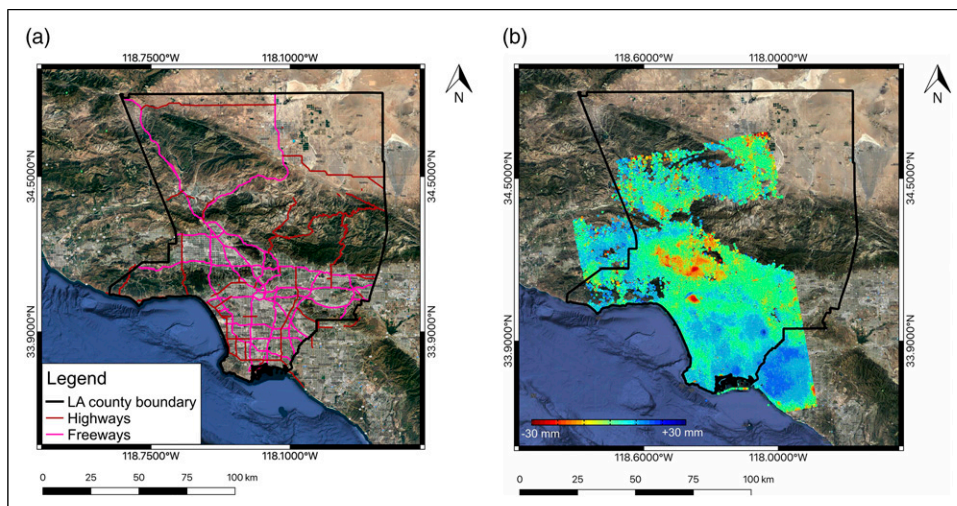 (a)
118.7500°W 118.1000°W
N
34.5000°N 34.5000°N
33.9000°N 33.9000°N
Legend
LA county boundary
Highways
Freeways
118.7500°W 118.1000°W
0 25 50 75 100 km
(b)
118.6000°W 118.0000°W
N
34.5000°N 34.5000°N
33.9000°N 33.9000°N
-30 mm +30 mm
118.6000°W 118.0000°W
0 25 50 75 100 km